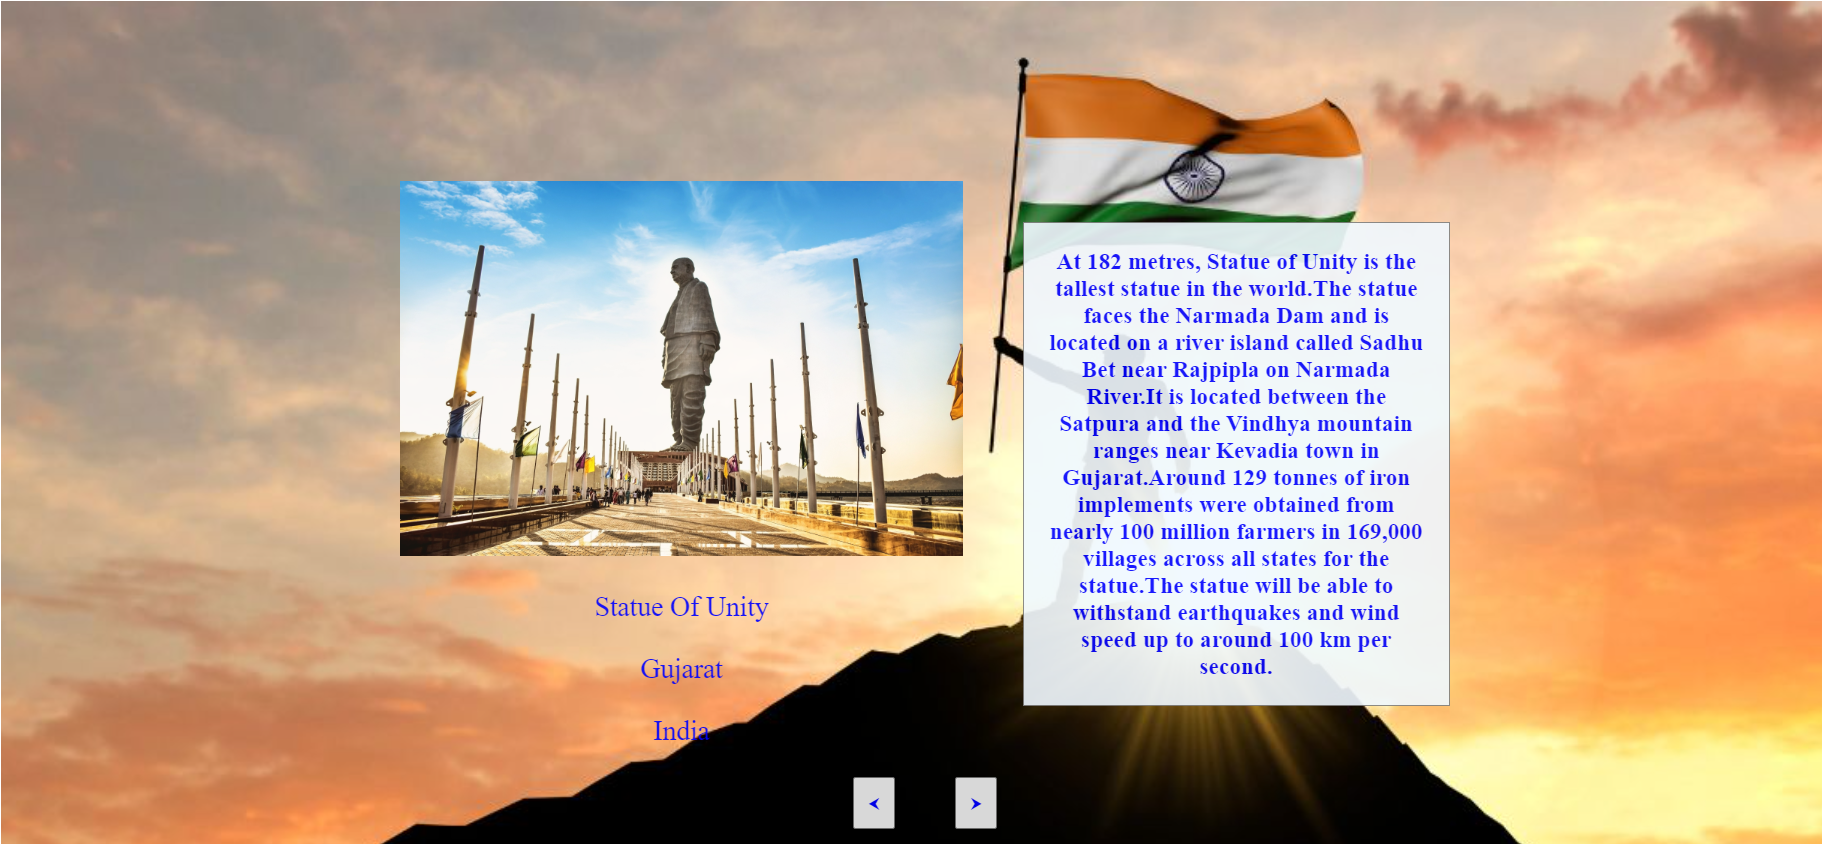 At 182 metres, Statue of Unity is the
tallest statue in the world.The statue
faces the Narmada Dam and is
located on a river island called Sadhu
Bet near Rajpipla on Narmada
River.It is located between the
Satpura and the Vindhya mountain
ranges near Kevadia town in
Gujarat.Around 129 tonnes of iron
implements were obtained from
nearly 100 million farmers in 169,000
villages across all states for the
statue.The statue will be able to
withstand earthquakes and wind
speed up to around 100 km per
second.
Statue Of Unity
Gujarat
India